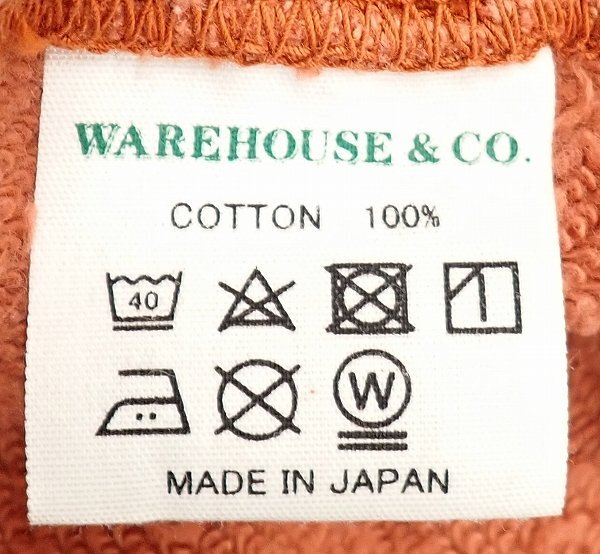 WAREHOUSE & CO.
COTTON 100%
40
W
MADE IN JAPAN